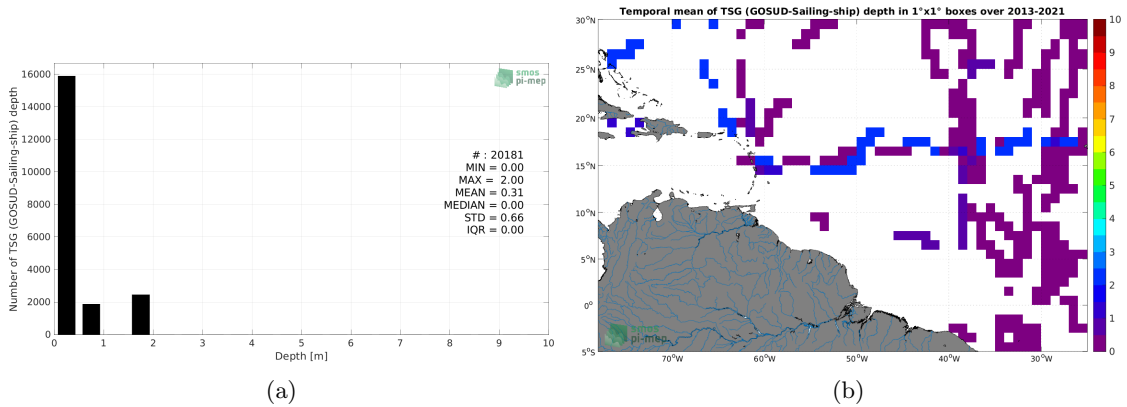 smos
pi-mep
Number of TSG (GOSUD-Sailing-ship) depth
16000
14000
12000
10000
8000
6000
4000
2000
0
# : 20181
MIN = 0.00
MAX = 2.00
MEAN = 0.31
MEDIAN = 0.00
STD = 0.66
IQR = 0.00
0 1 2 3 4 5 6 7 8 9 10
Depth [m]
(a)
Temporal mean of TSG (GOSUD-Sailing-ship) depth in 1°x1° boxes over 2013-2021
30°N
25°N
20°N
15°N
10°N
5°N
0°
5°S
70°W 60°W 50°W 40°W 30°W
smos
pi-mep
10
9
8
7
6
5
4
3
2
1
0
(b)